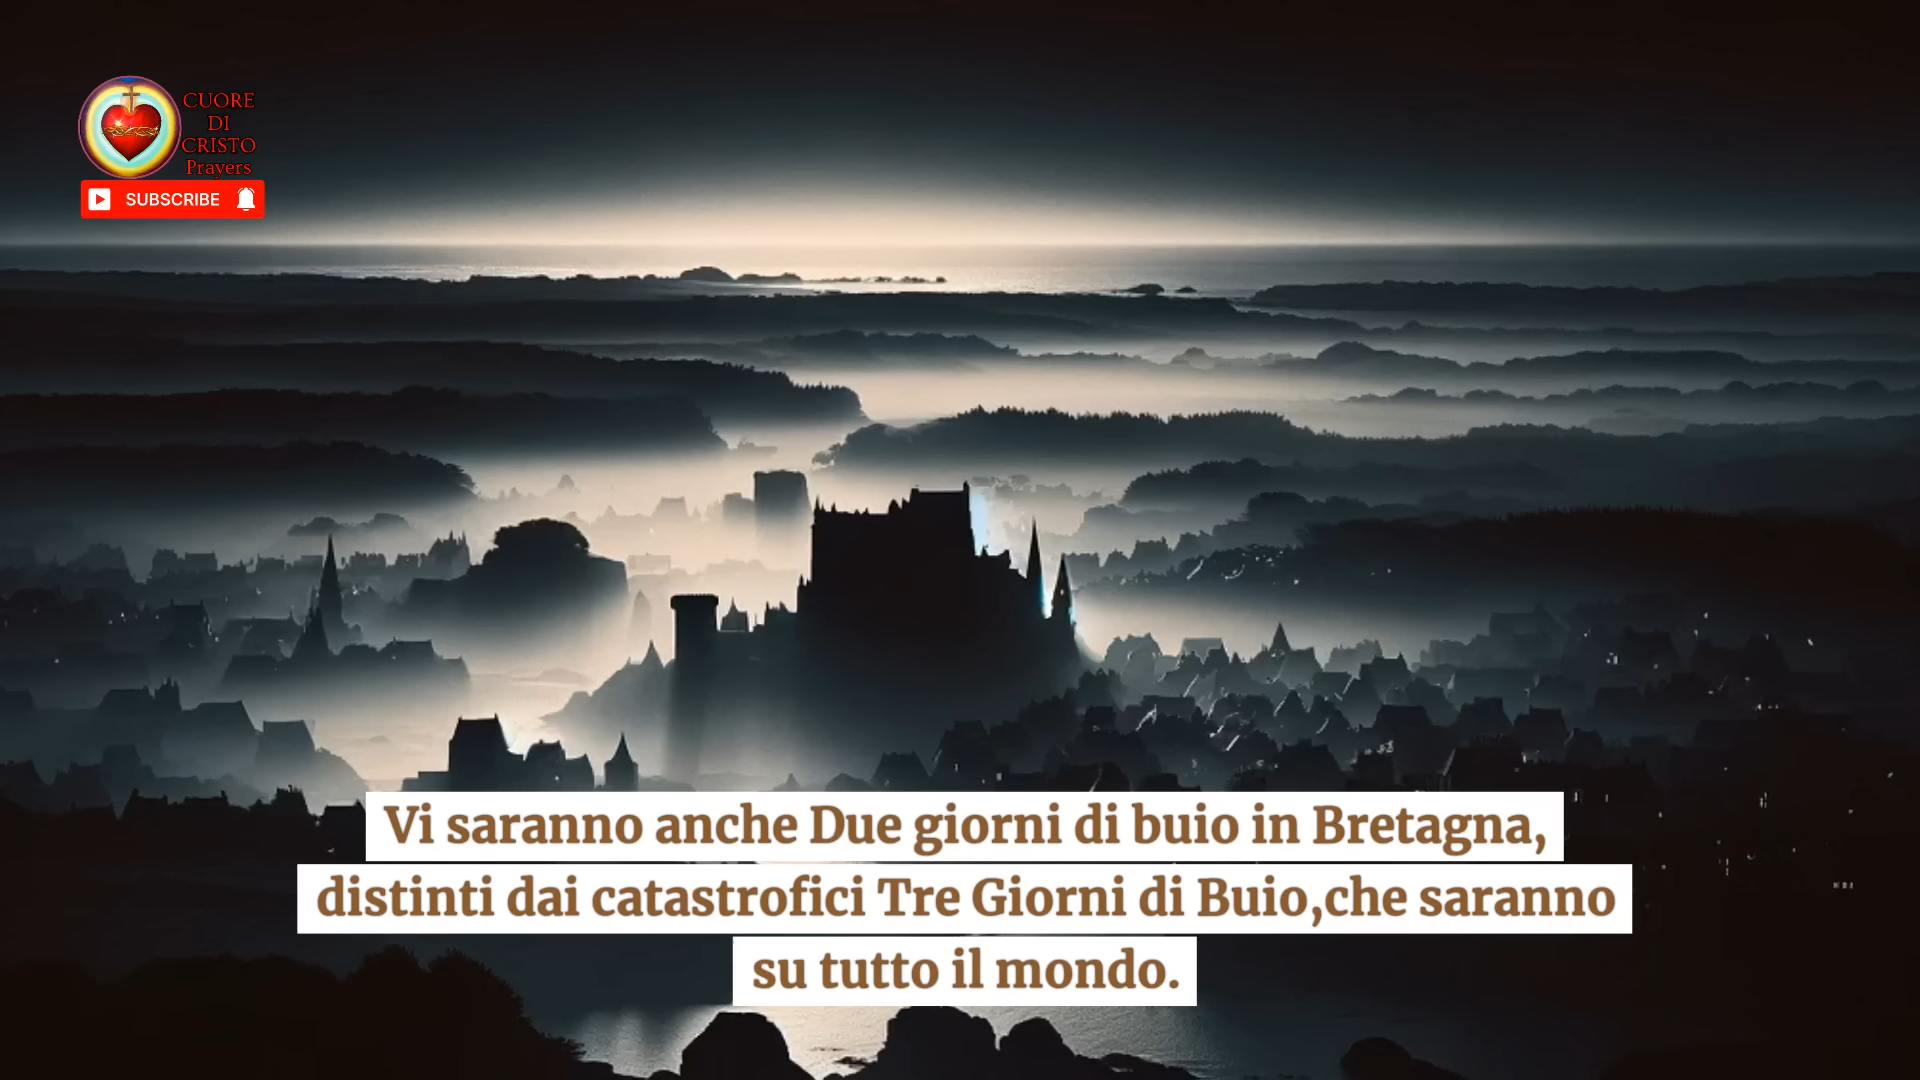 CUORE
DI
CRISTO
Prayers
SUBSCRIBE
Vi saranno anche Due giorni di buio in Bretagna,
distinti dai catastrofici Tre Giorni di Buio,che saranno
su tutto il mondo.